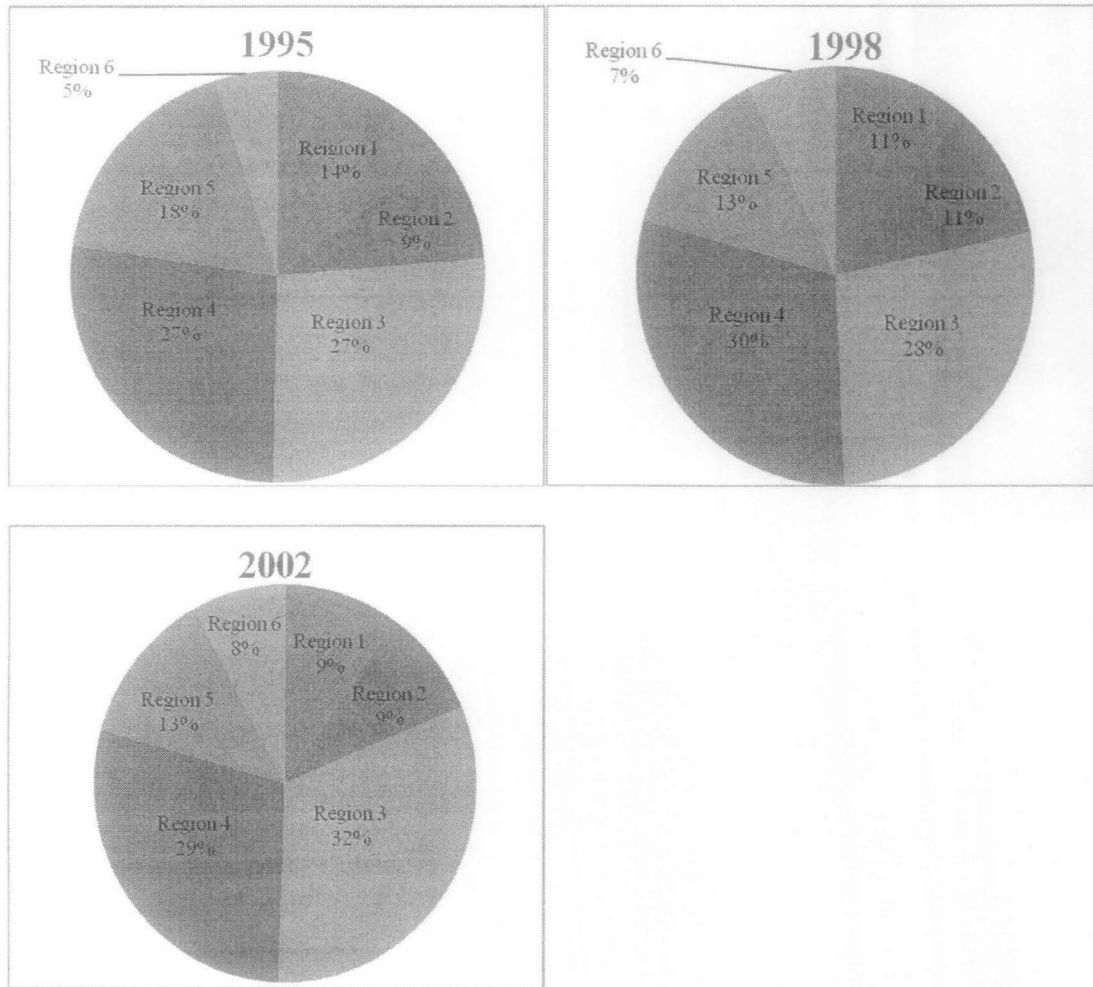 1995
Region 6
5%
Reigion 1
14%
Region 2
9%
Region 3
27%
Region 4
27%
Region 5
18%
1998
Region 6
7%
Region 1
11%
Region 2
11%
Region 3
28%
Region 4
30%
Region 5
13%
2002
Region 6
8%
Region 1
9%
Region 2
9%
Region 3
32%
Region 4
29%
Region 5
13%